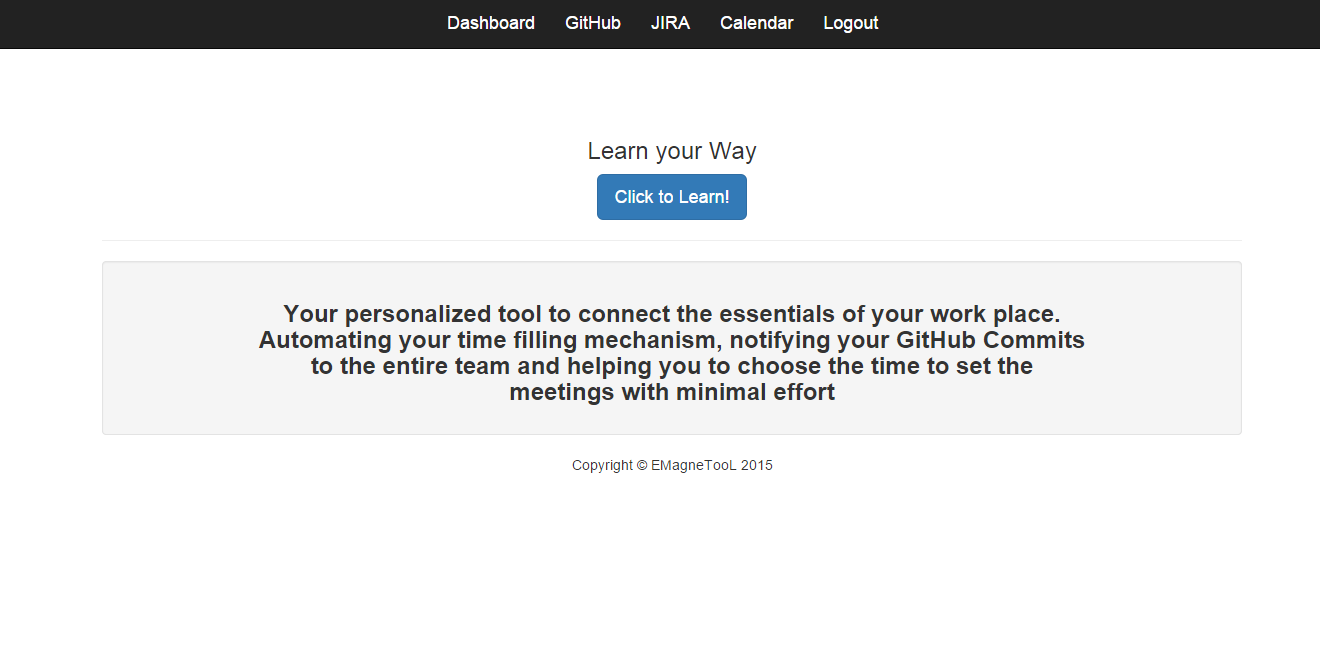 Dashboard GitHub JIRA Calendar Logout
Learn your Way
Click to Learn!
Your personalized tool to connect the essentials of your work place.
Automating your time filling mechanism, notifying your GitHub Commits
to the entire team and helping you to choose the time to set the
meetings with minimal effort
Copyright © EMagneTooL 2015